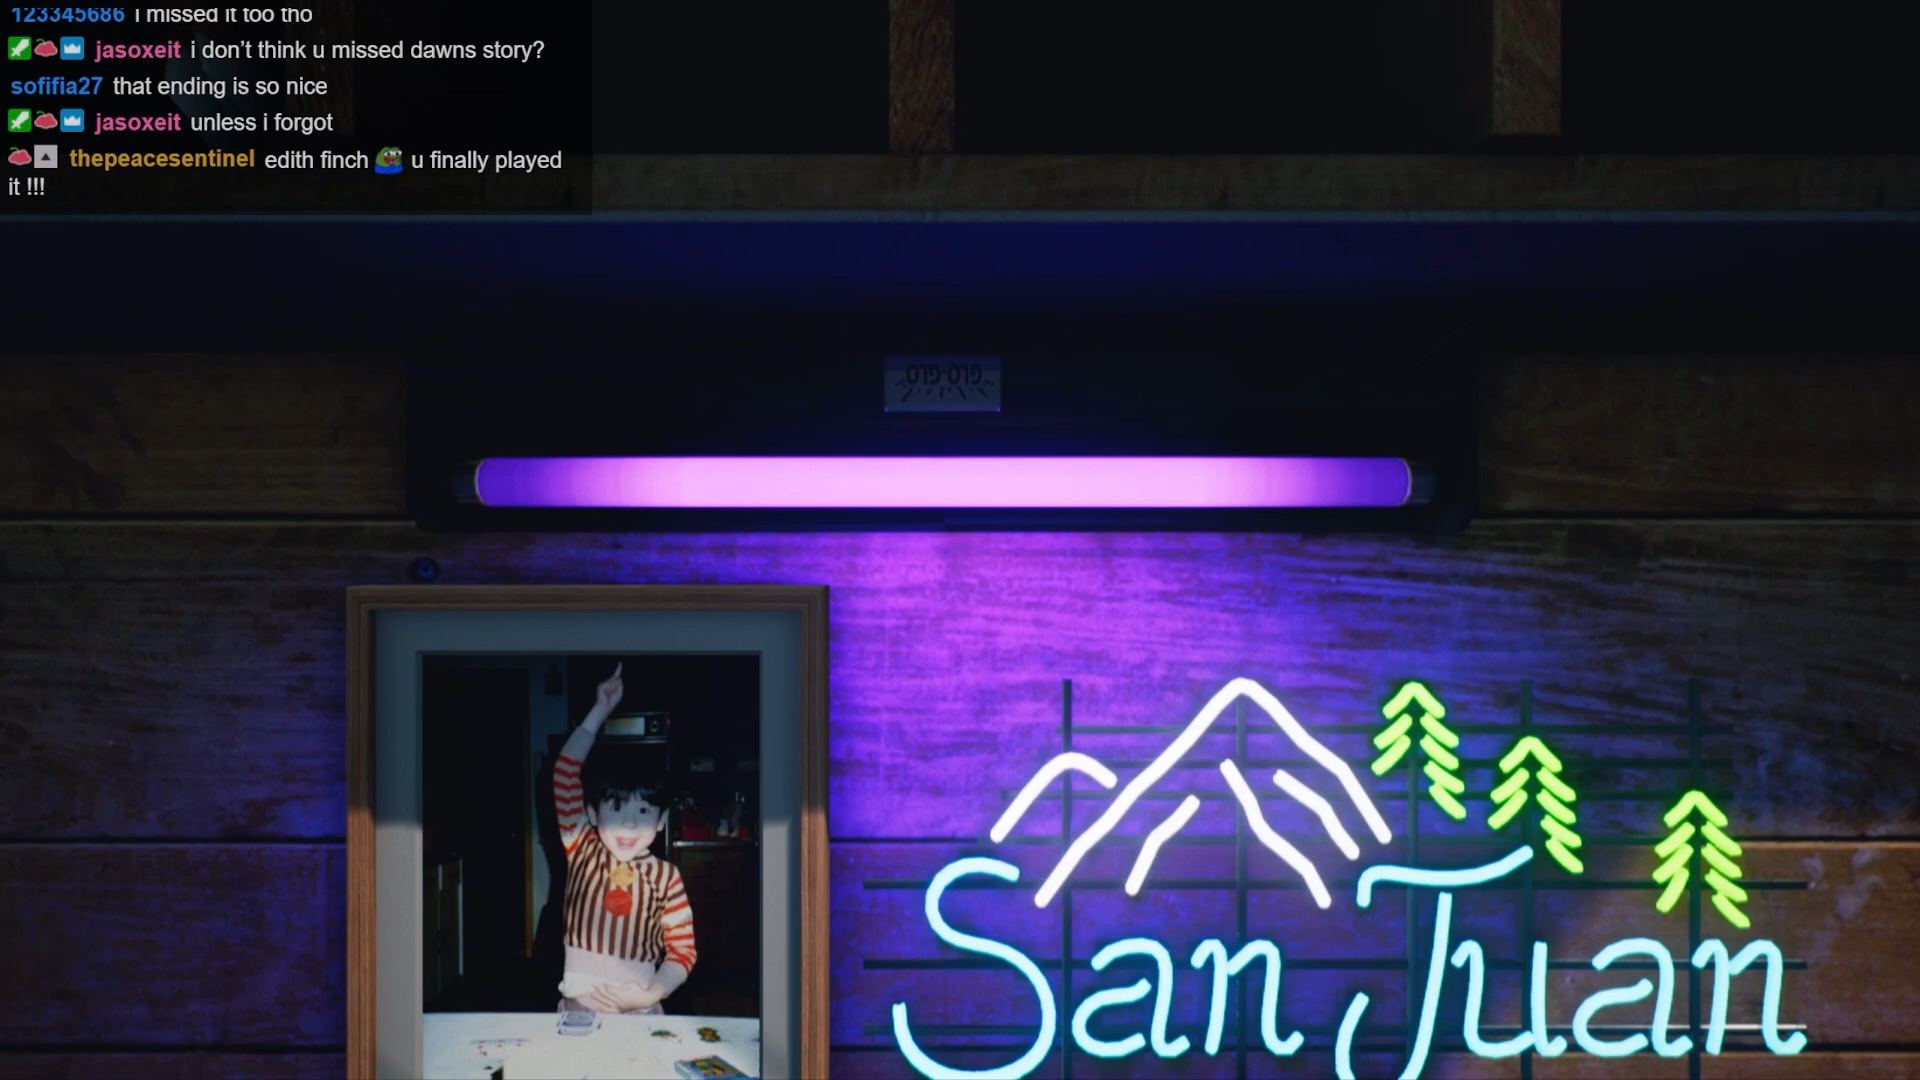 123345686 i missed it too tho
jasoxeit i don't think u missed dawns story?
sofifia27 that ending is so nice
jasoxeit unless i forgot
thepeacesentinel edith finch u finally played
it !!!
San Juan